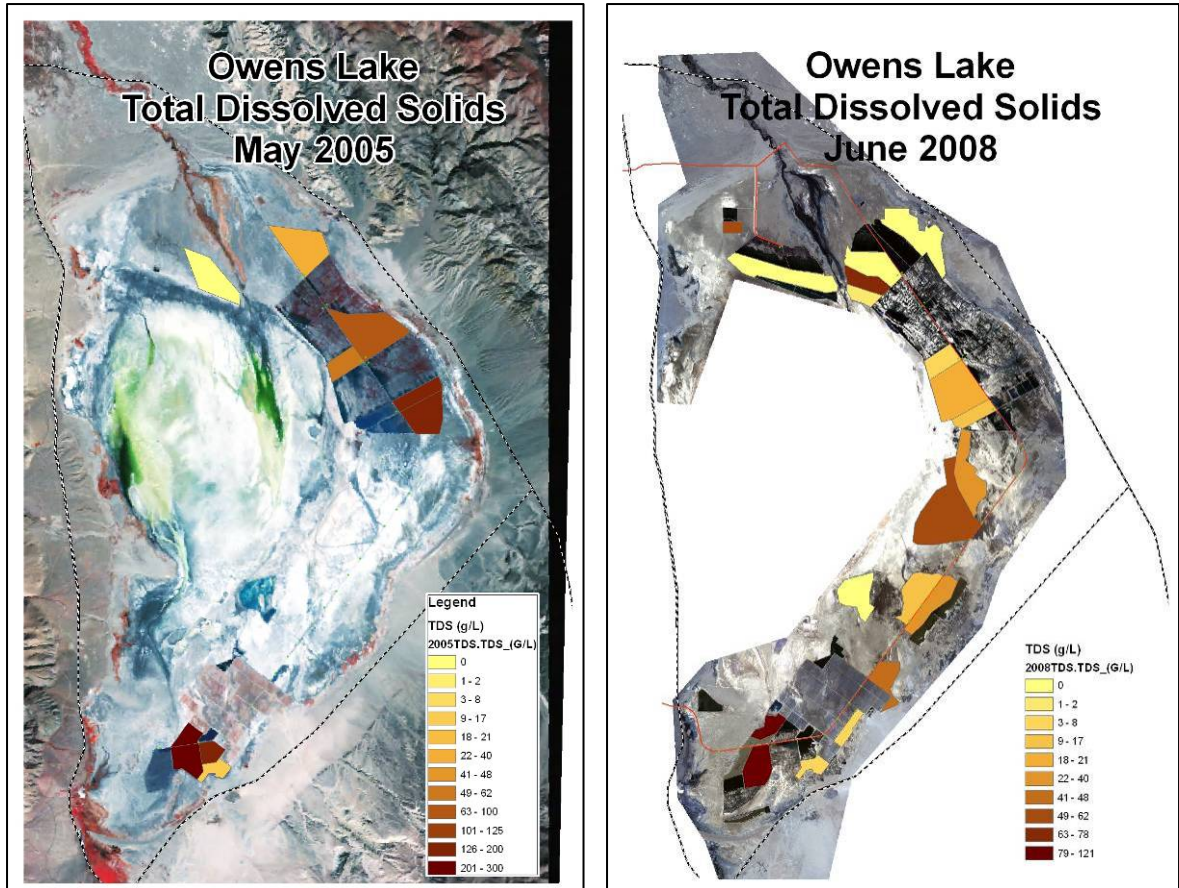 Owens Lake
Total Dissolved Solids
May 2005
Legend
TDS (g/L)
2005TDS.TDS_(G/L)
0
1 - 2
3 - 8
9 - 17
18 - 21
22 - 40
41 - 48
49 - 62
63 - 100
101 - 125
126 - 200
201 - 300
Owens Lake
Total Dissolved Solids
June 2008
TDS (g/L)
2008TDS.TDS_(G/L)
0
1 - 2
3 - 8
9 - 17
18 - 21
22 - 40
41 - 48
49 - 62
63 - 78
79 - 121